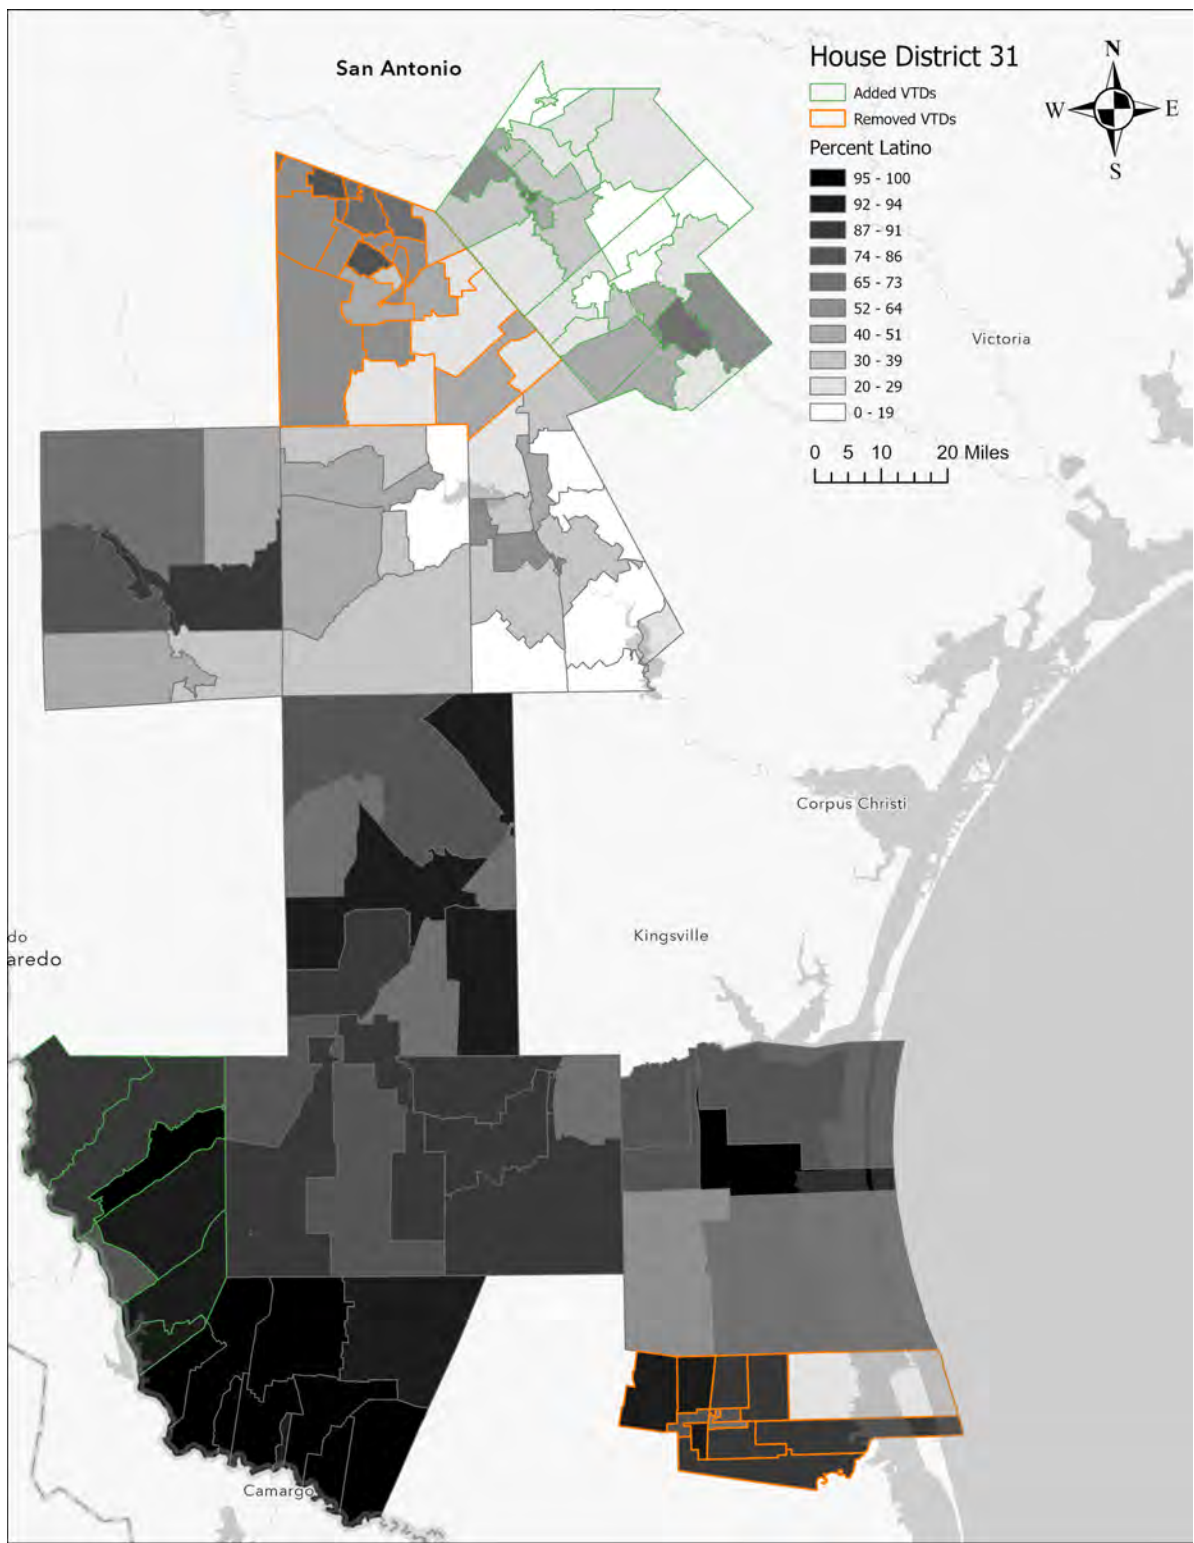 San Antonio
House District 31
Added VTDs
Removed VTDs
Percent Latino
95 - 100
92 - 94
87 - 91
74 - 86
65 - 73
52 - 64
40 - 51
30 - 39
20 - 29
0 - 19
0 5 10 20 Miles
N
W E
S
Victoria
Corpus Christi
Kingsville
do
aredo
Camargo